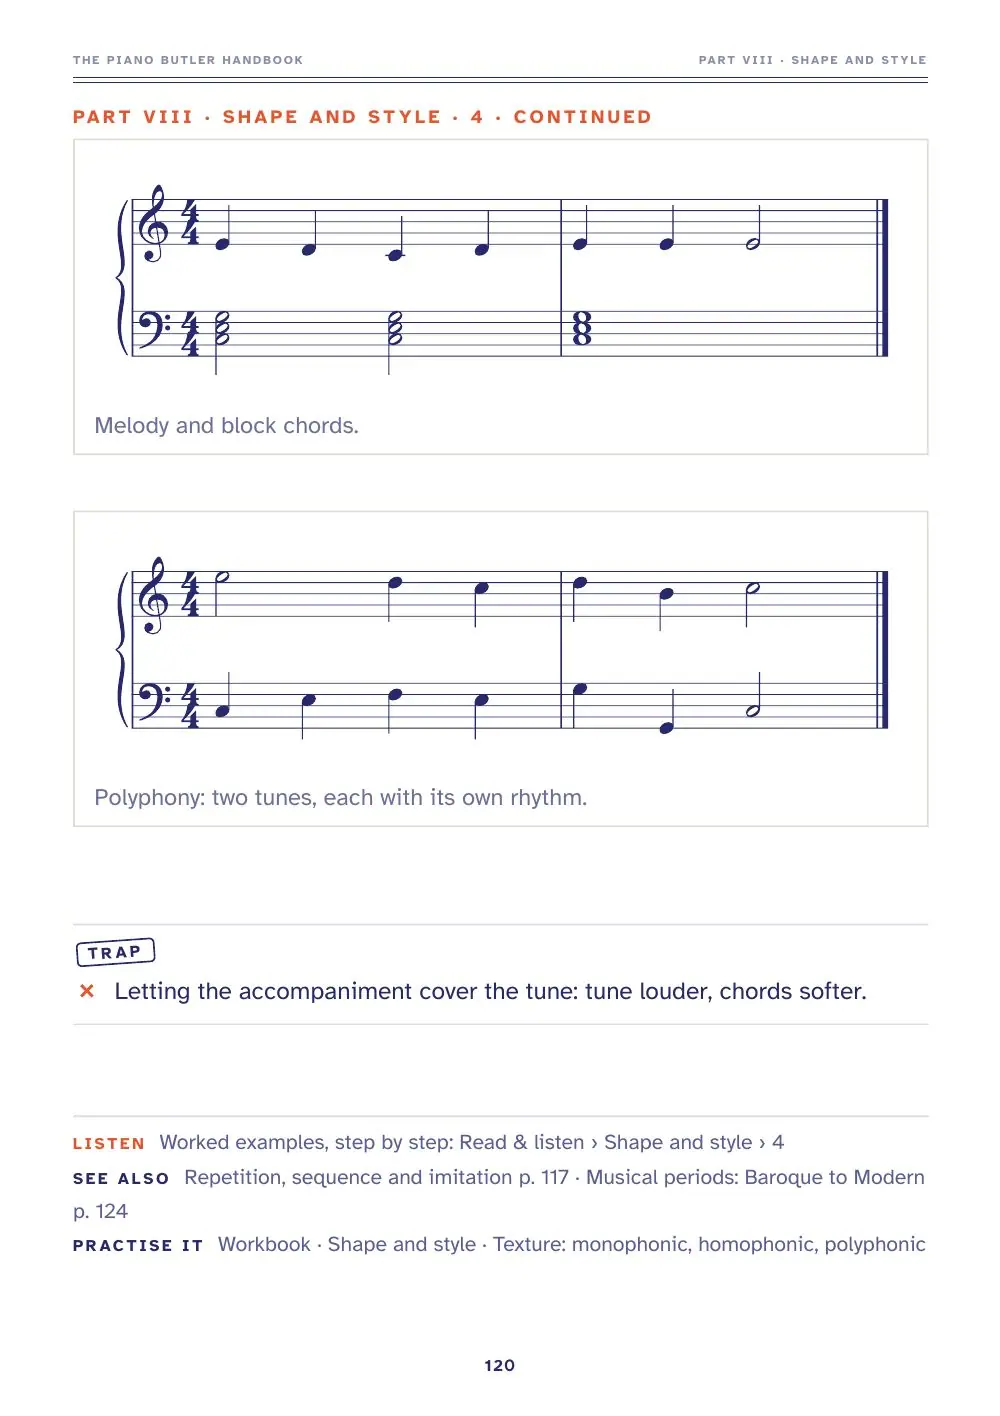 THE PIANO BUTLER HANDBOOK
PART VIII · SHAPE AND STYLE
PART VIII · SHAPE AND STYLE · 4 · CONTINUED
Melody and block chords.
Polyphony: two tunes, each with its own rhythm.
TRAP
× Letting the accompaniment cover the tune: tune louder, chords softer.
LISTEN Worked examples, step by step: Read & listen › Shape and style › 4
SEE ALSO Repetition, sequence and imitation p. 117 · Musical periods: Baroque to Modern
p. 124
PRACTISE IT Workbook · Shape and style · Texture: monophonic, homophonic, polyphonic
120